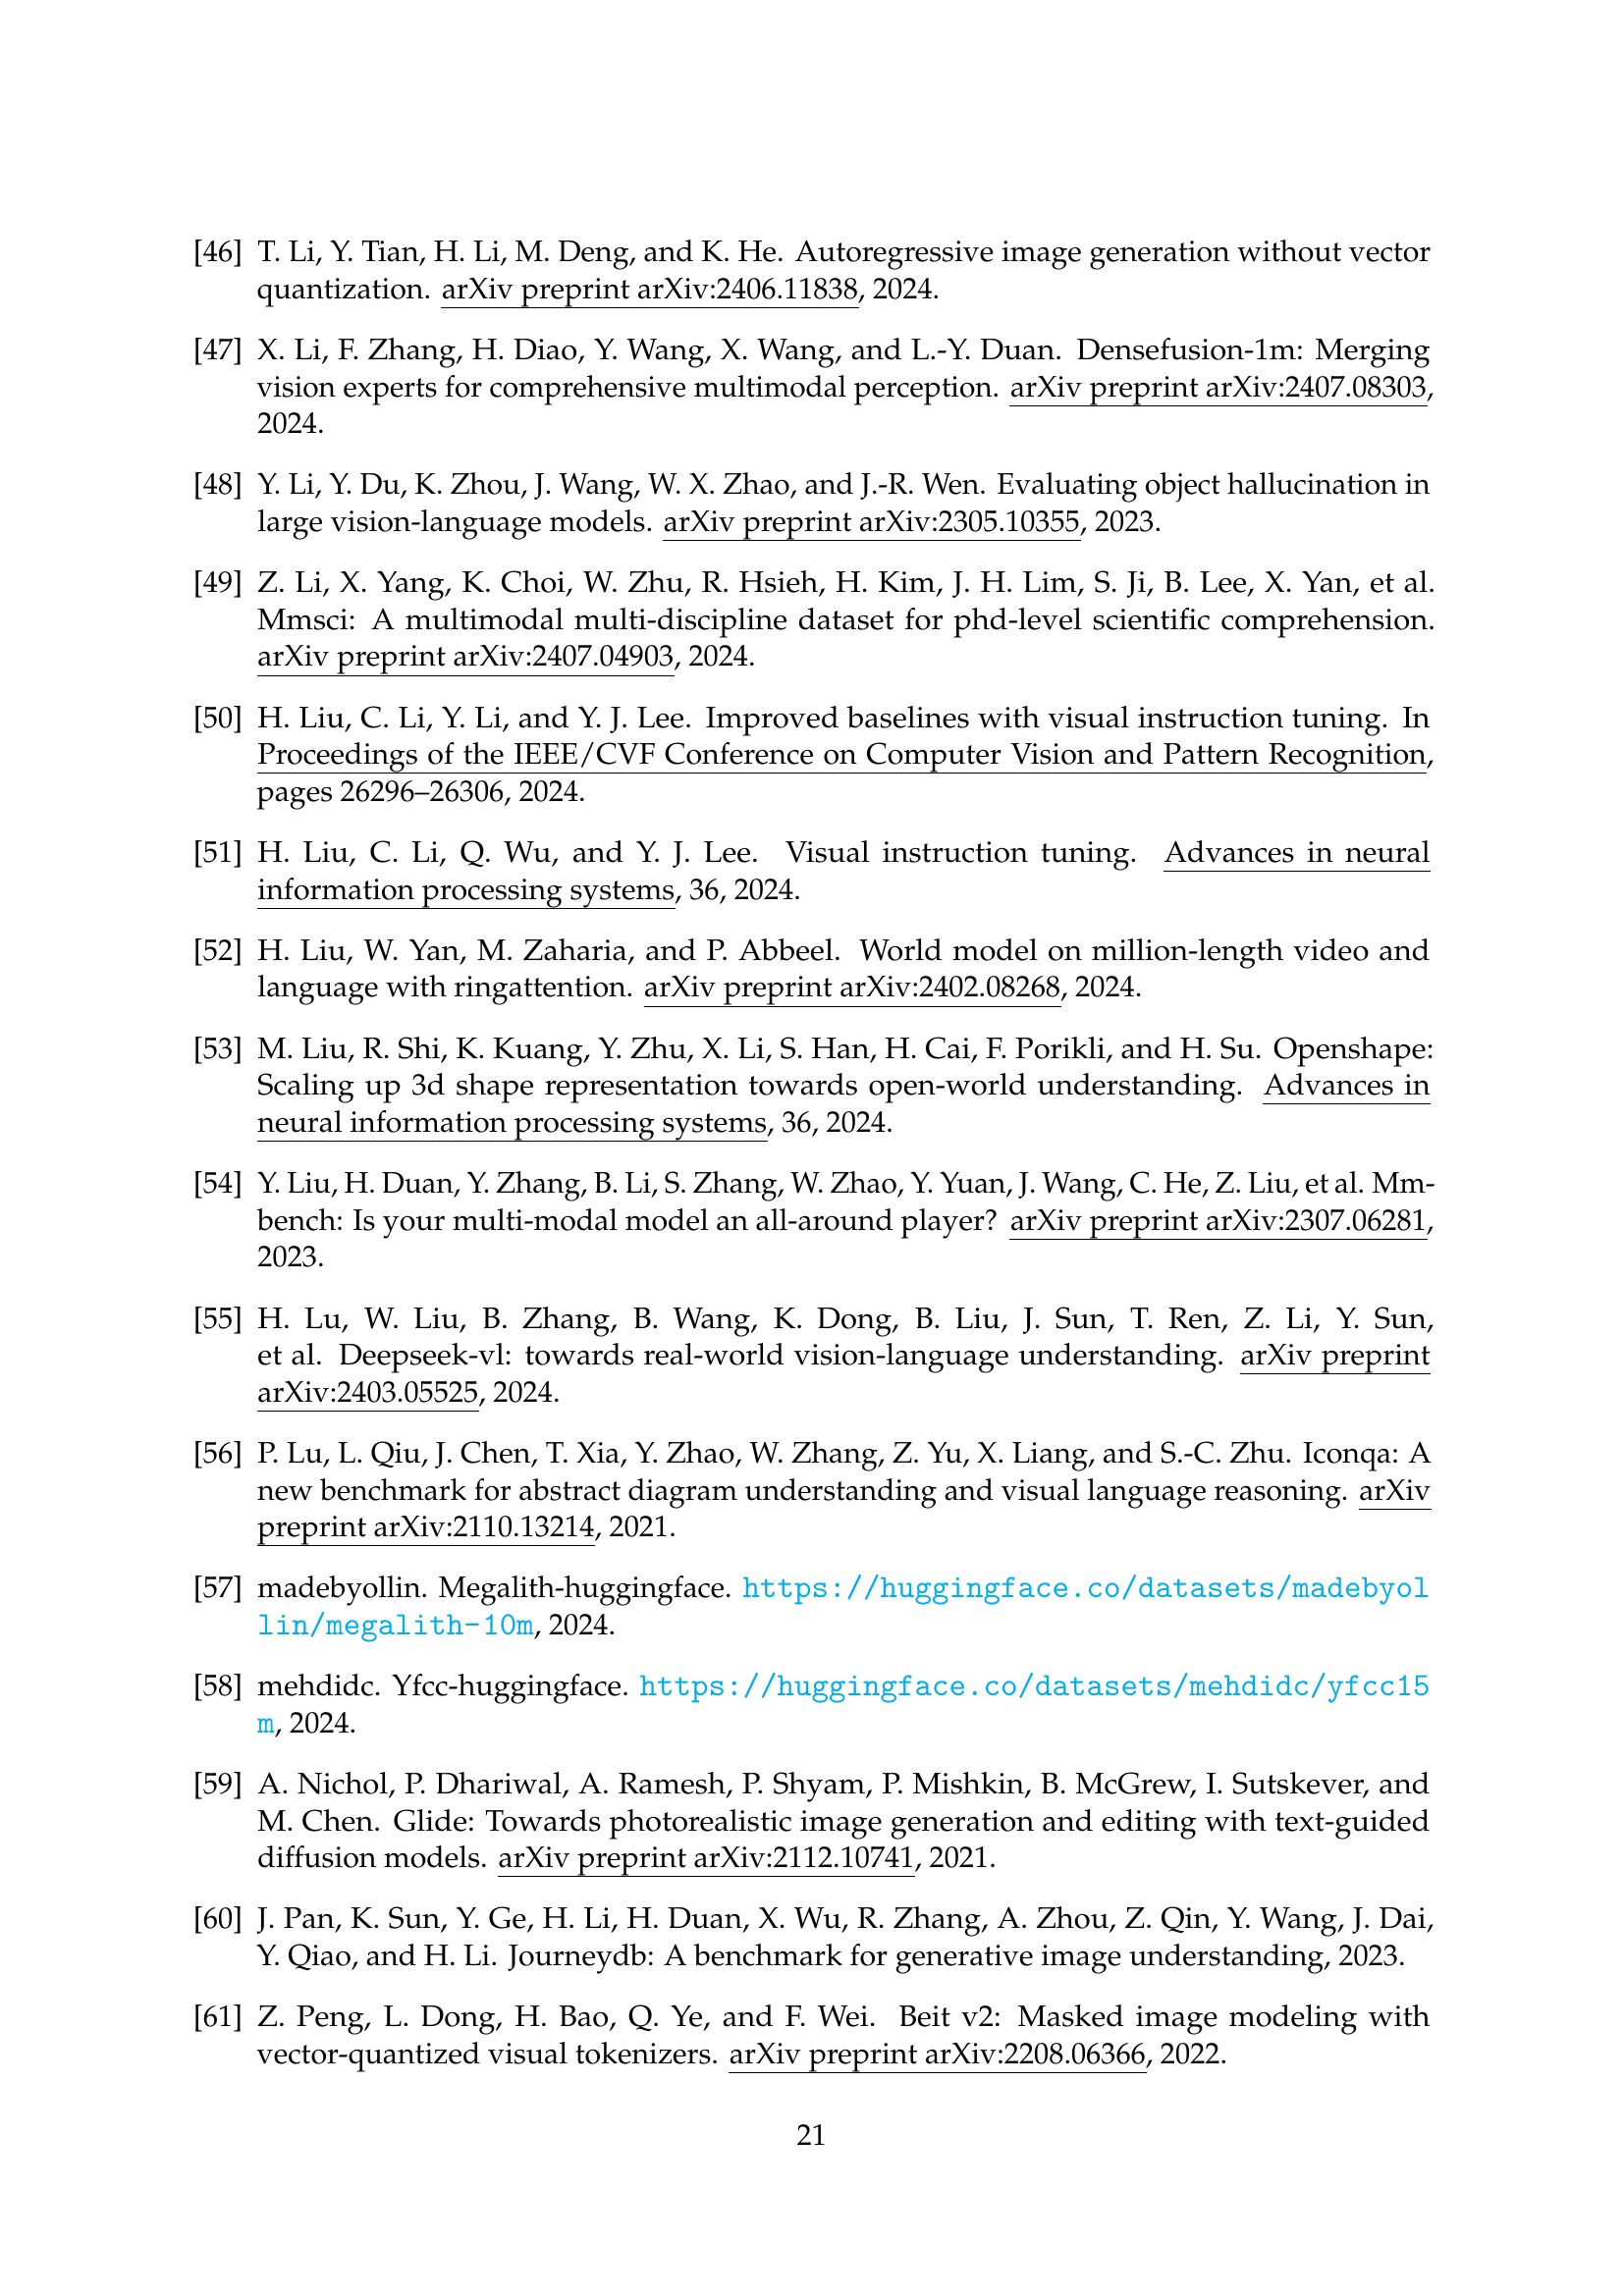 [46] T. Li, Y. Tian, H. Li, M. Deng, and K. He. Autoregressive image generation without vector
quantization. arXiv preprint arXiv:2406.11838, 2024.
[47] X. Li, F. Zhang, H. Diao, Y. Wang, X. Wang, and L.-Y. Duan. Densefusion-1m: Merging
vision experts for comprehensive multimodal perception. arXiv preprint arXiv:2407.08303,
2024.
[48] Y. Li, Y. Du, K. Zhou, J. Wang, W. X. Zhao, and J.-R. Wen. Evaluating object hallucination in
large vision-language models. arXiv preprint arXiv:2305.10355, 2023.
[49] Z. Li, X. Yang, K. Choi, W. Zhu, R. Hsieh, H. Kim, J. H. Lim, S. Ji, B. Lee, X. Yan, et al.
Mmsci: A multimodal multi-discipline dataset for phd-level scientific comprehension.
arXiv preprint arXiv:2407.04903, 2024.
[50] H. Liu, C. Li, Y. Li, and Y. J. Lee. Improved baselines with visual instruction tuning. In
Proceedings of the IEEE/CVF Conference on Computer Vision and Pattern Recognition,
pages 26296–26306, 2024.
[51] H. Liu, C. Li, Q. Wu, and Y. J. Lee. Visual instruction tuning. Advances in neural
information processing systems, 36, 2024.
[52] H. Liu, W. Yan, M. Zaharia, and P. Abbeel. World model on million-length video and
language with ringattention. arXiv preprint arXiv:2402.08268, 2024.
[53] M. Liu, R. Shi, K. Kuang, Y. Zhu, X. Li, S. Han, H. Cai, F. Porikli, and H. Su. Openshape:
Scaling up 3d shape representation towards open-world understanding. Advances in
neural information processing systems, 36, 2024.
[54] Y. Liu, H. Duan, Y. Zhang, B. Li, S. Zhang, W. Zhao, Y. Yuan, J. Wang, C. He, Z. Liu, et al. Mm-
bench: Is your multi-modal model an all-around player? arXiv preprint arXiv:2307.06281,
2023.
[55] H. Lu, W. Liu, B. Zhang, B. Wang, K. Dong, B. Liu, J. Sun, T. Ren, Z. Li, Y. Sun,
et al. Deepseek-vl: towards real-world vision-language understanding. arXiv preprint
arXiv:2403.05525, 2024.
[56] P. Lu, L. Qiu, J. Chen, T. Xia, Y. Zhao, W. Zhang, Z. Yu, X. Liang, and S.-C. Zhu. Iconqa: A
new benchmark for abstract diagram understanding and visual language reasoning. arXiv
preprint arXiv:2110.13214, 2021.
[57] madebyollin. Megalith-huggingface. https://huggingface.co/datasets/madebyol
lin/megalith-10m, 2024.
[58] mehdidc. Yfcc-huggingface. https://huggingface.co/datasets/mehdidc/yfcc15
m, 2024.
[59] A. Nichol, P. Dhariwal, A. Ramesh, P. Shyam, P. Mishkin, B. McGrew, I. Sutskever, and
M. Chen. Glide: Towards photorealistic image generation and editing with text-guided
diffusion models. arXiv preprint arXiv:2112.10741, 2021.
[60] J. Pan, K. Sun, Y. Ge, H. Li, H. Duan, X. Wu, R. Zhang, A. Zhou, Z. Qin, Y. Wang, J. Dai,
Y. Qiao, and H. Li. Journeydb: A benchmark for generative image understanding, 2023.
[61] Z. Peng, L. Dong, H. Bao, Q. Ye, and F. Wei. Beit v2: Masked image modeling with
vector-quantized visual tokenizers. arXiv preprint arXiv:2208.06366, 2022.
21